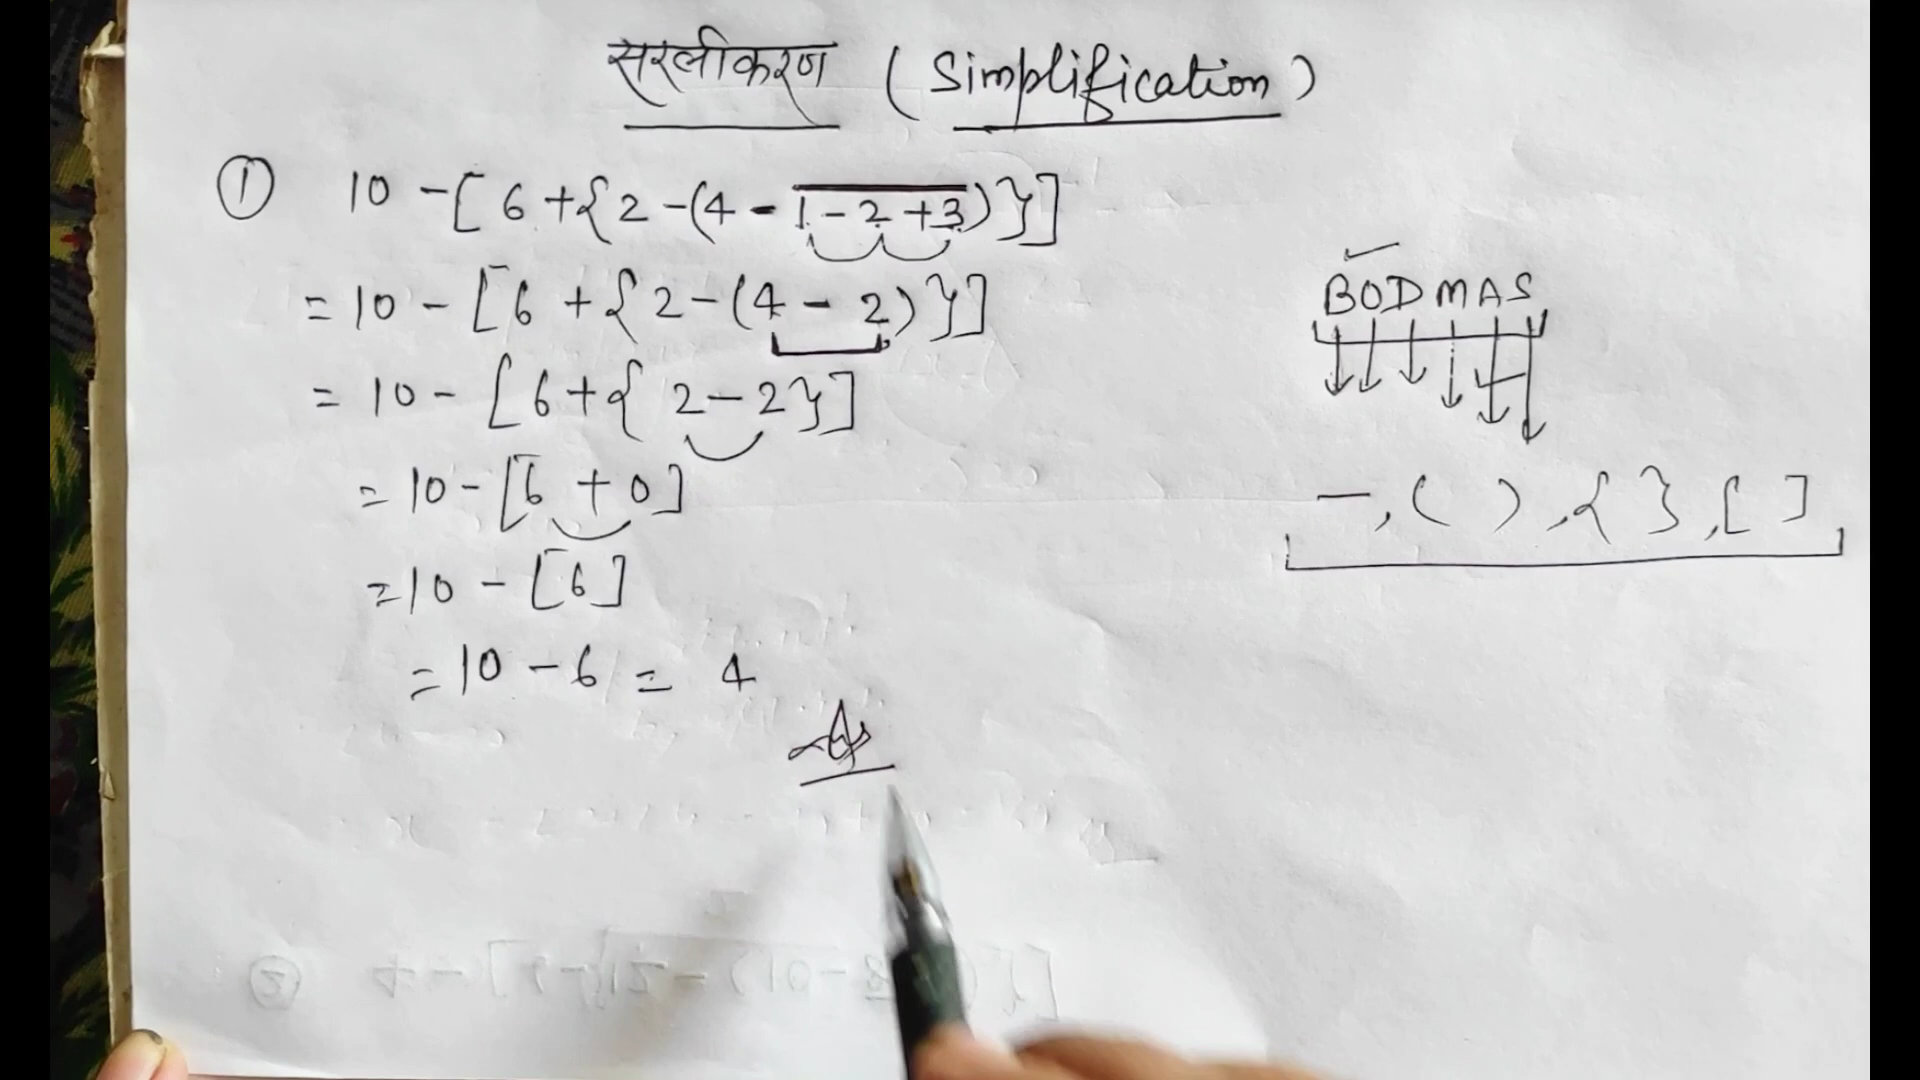 सरलीकरण (Simplification)
① 10 - [6 + {2 - (4 - 1̅ ̅-̅ ̅2̅ ̅+̅ ̅3̅)}]
= 10 - [6 + {2 - (4 - 2)}]
= 10 - [6 + {2 - 2}]
= 10 - [6 + 0]
= 10 - [6]
= 10 - 6 = 4
BODMAS
—, ( ), { }, [ ]